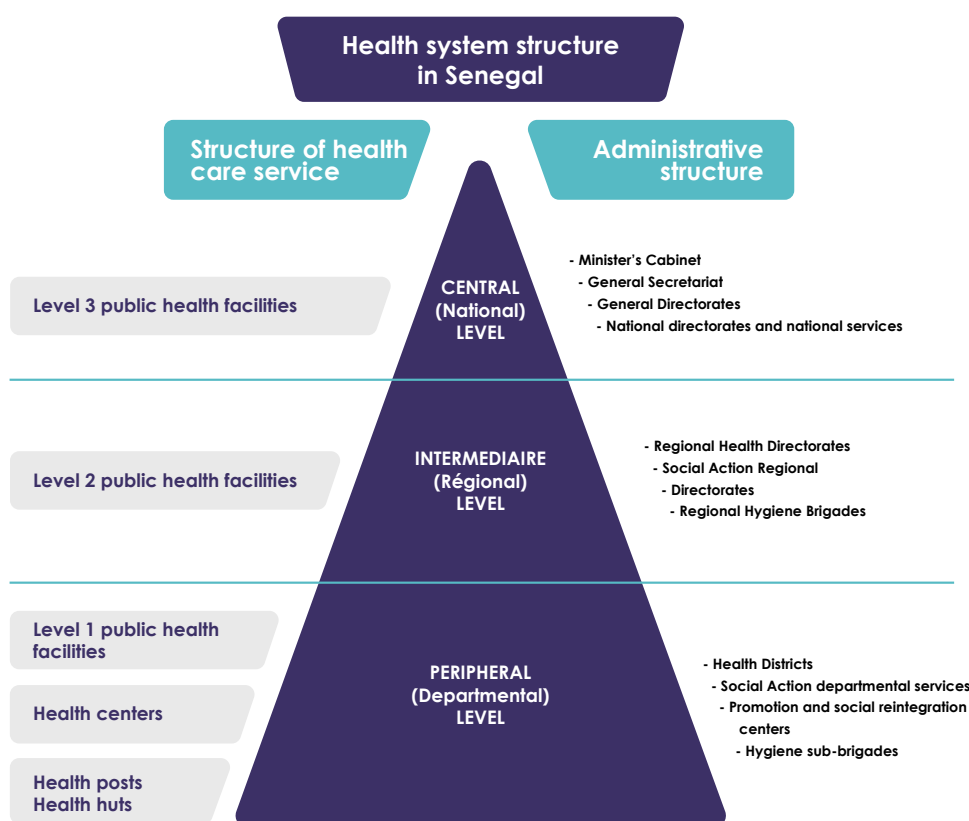 Health system structure
in Senegal
Structure of health
care service
Administrative
structure
Level 3 public health facilities
CENTRAL
(National)
LEVEL
- Minister's Cabinet
- General Secretariat
- General Directorates
- National directorates and national services
Level 2 public health facilities
INTERMEDIAIRE
(Régional)
LEVEL
- Regional Health Directorates
- Social Action Regional
- Directorates
- Regional Hygiene Brigades
Level 1 public health
facilities
Health centers
Health posts
Health huts
PERIPHERAL
(Departmental)
LEVEL
- Health Districts
- Social Action departmental services
- Promotion and social reintegration
centers
- Hygiene sub-brigades